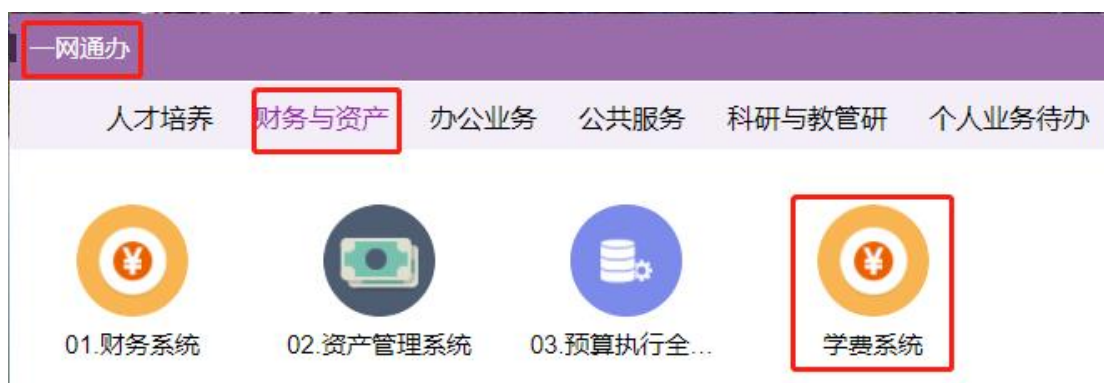 一网通办
人才培养 财务与资产 办公业务 公共服务 科研与教管研 个人业务待办
¥ ¥
01.财务系统 02.资产管理系统 03.预算执行全... 学费系统